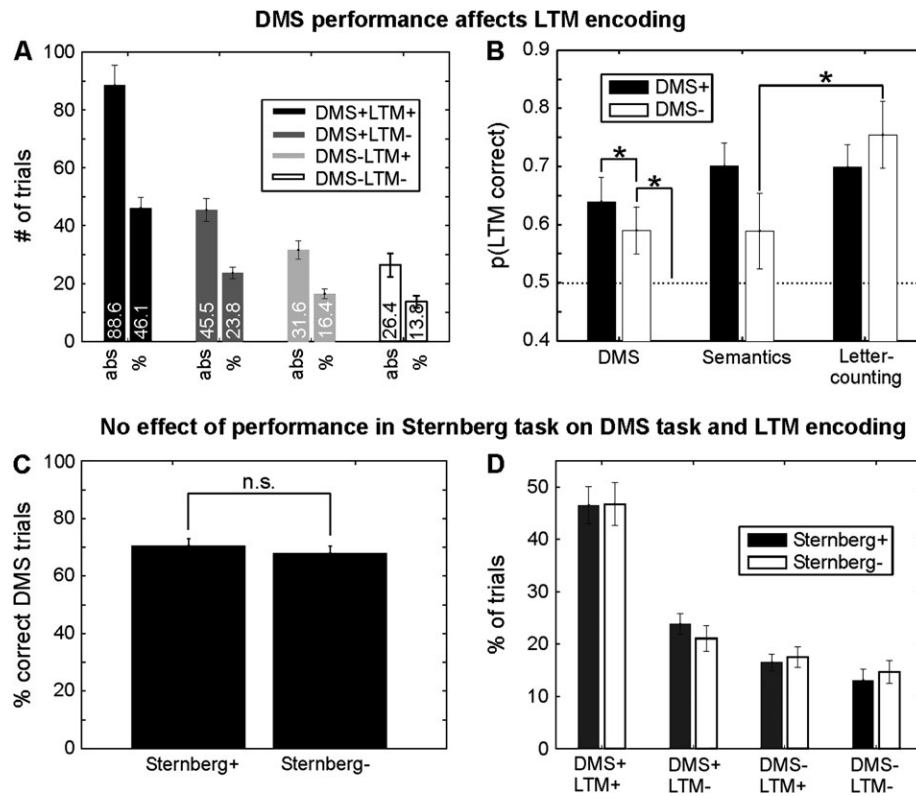 DMS performance affects LTM encoding
A
# of trials
100
80
60
40
20
0
DMS+LTM+
DMS+LTM-
DMS-LTM+
DMS-LTM-
88.6
46.1
45.5
23.8
31.6
16.4
26.4
13.8
abs % abs % abs % abs %
B
p(LTM correct)
0.9
0.8
0.7
0.6
0.5
0.4
DMS+
DMS-
*
*
*
DMS Semantics Letter-
counting
No effect of performance in Sternberg task on DMS task and LTM encoding
C
% correct DMS trials
100
80
60
40
20
0
n.s.
Sternberg+ Sternberg-
D
% of trials
50
40
30
20
10
0
Sternberg+
Sternberg-
DMS+ DMS+ DMS- DMS-
LTM+ LTM- LTM+ LTM-